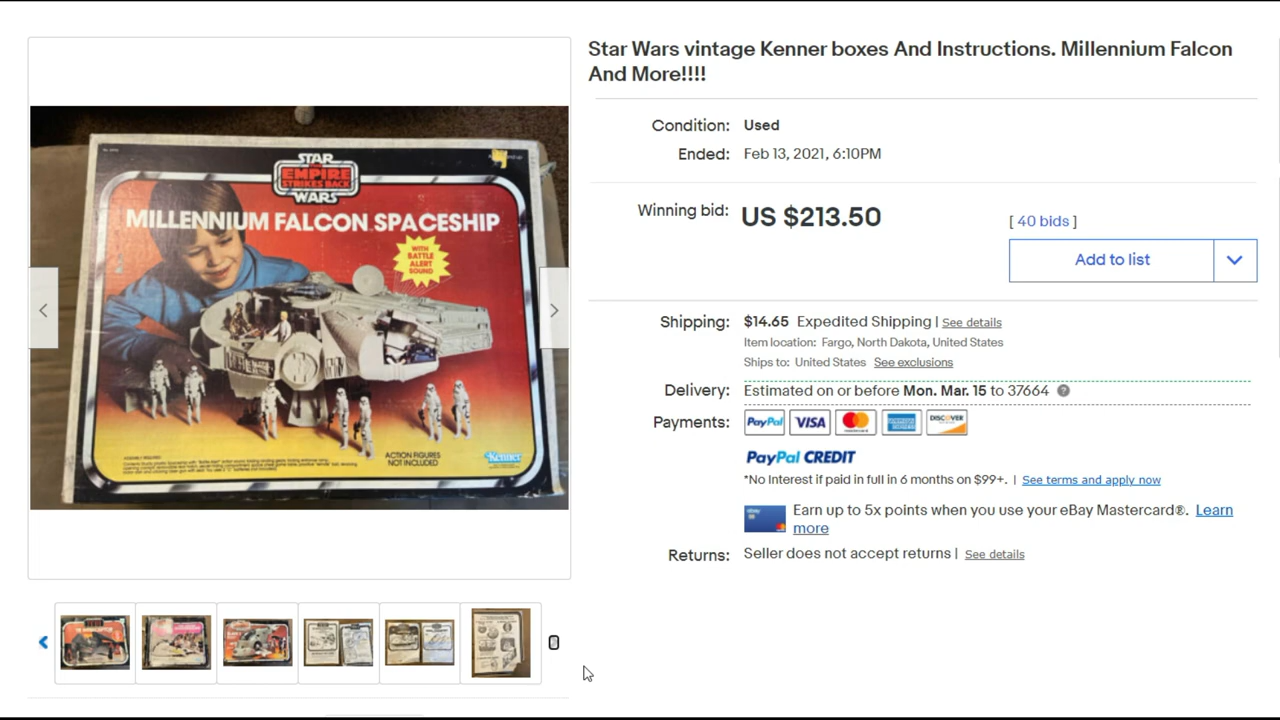 Star Wars vintage Kenner boxes And Instructions. Millennium Falcon
And More!!!!
Condition: Used
Ended: Feb 13, 2021, 6:10PM
Winning bid: US $213.50 [ 40 bids ]
Add to list
Shipping: $14.65 Expedited Shipping | See details
Item location: Fargo, North Dakota, United States
Ships to: United States See exclusions
Delivery: Estimated on or before Mon. Mar. 15 to 37664 ?
Payments: PayPal VISA DISCOVER
PayPal CREDIT
*No Interest if paid in full in 6 months on $99+. | See terms and apply now
Earn up to 5x points when you use your eBay Mastercard®. Learn
more
Returns: Seller does not accept returns | See details
STAR
THE
EMPIRE
STRIKES BACK
WARS
MILLENNIUM FALCON SPACESHIP
WITH
BATTLE
ALERT
SOUND
ACTION FIGURES
NOT INCLUDED
Kenner